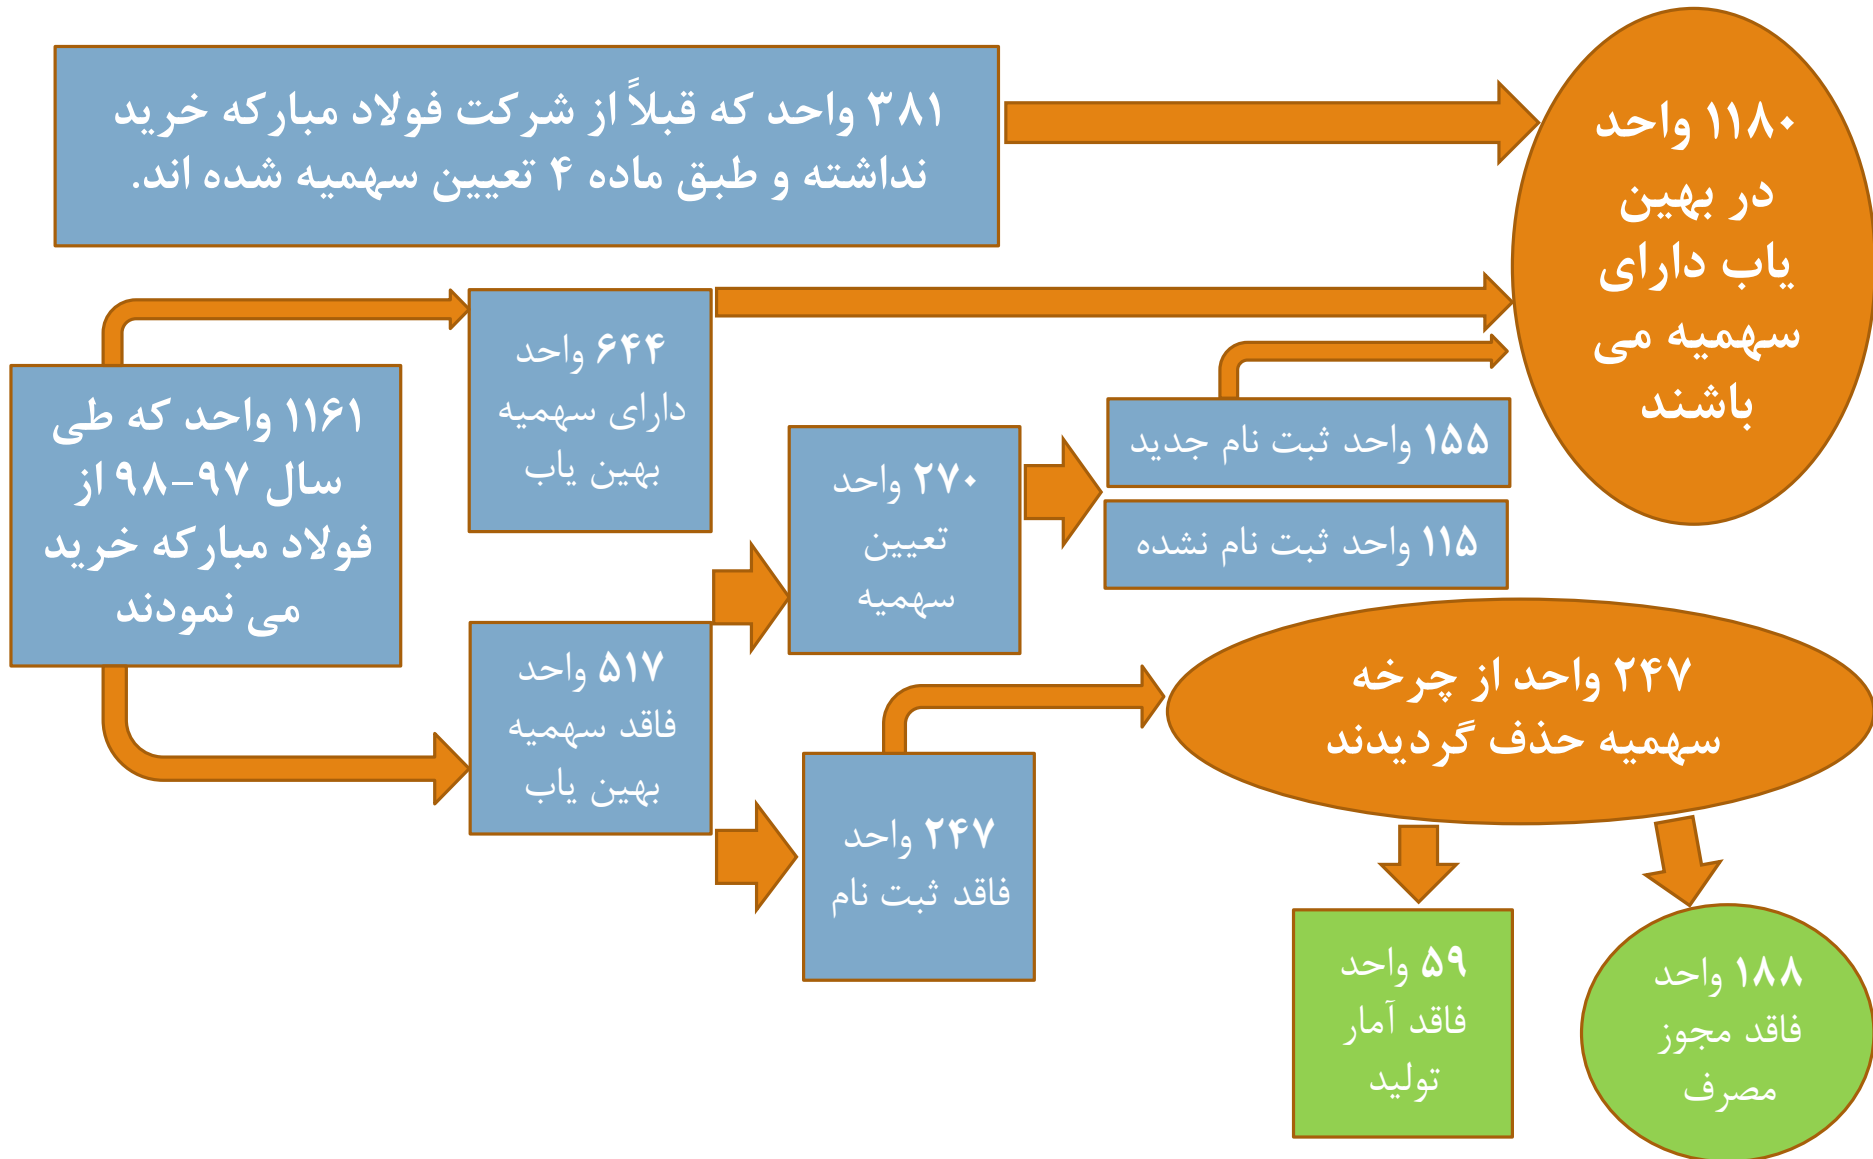 ۳۸۱ واحد که قبلاً از شرکت فولاد مبارکه خرید
نداشته و طبق ماده ۴ تعیین سهمیه شده اند.
۱۱۸۰ واحد
در بهین
یاب دارای
سهمیه می
باشند
۶۴۴ واحد
دارای سهمیه
بهین یاب
۱۱۶۱ واحد که طی
سال ۹۷-۹۸ از
فولاد مبارکه خرید
می نمودند
۱۵۵ واحد ثبت نام جدید
۲۷۰ واحد
تعیین
سهمیه
۱۱۵ واحد ثبت نام نشده
۵۱۷ واحد
فاقد سهمیه
بهین یاب
۲۴۷ واحد از چرخه
سهمیه حذف گردیدند
۲۴۷ واحد
فاقد ثبت نام
۵۹ واحد
فاقد آمار
تولید
۱۸۸ واحد
فاقد مجوز
مصرف